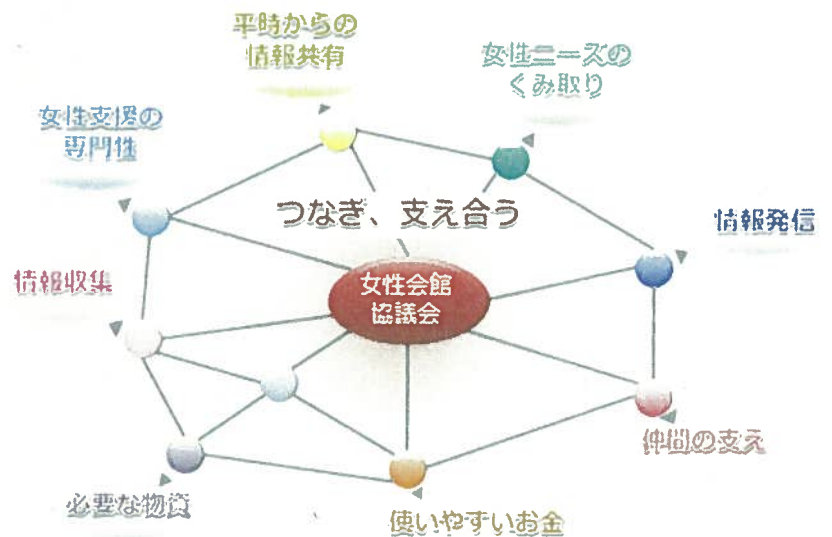 平時からの
情報共有
女性ニーズの
くみ取り
女性支援の
専門性
つなぎ、支え合う
情報発信
情報収集
女性会館
協議会
仲間の支え
必要な物資
使いやすいお金